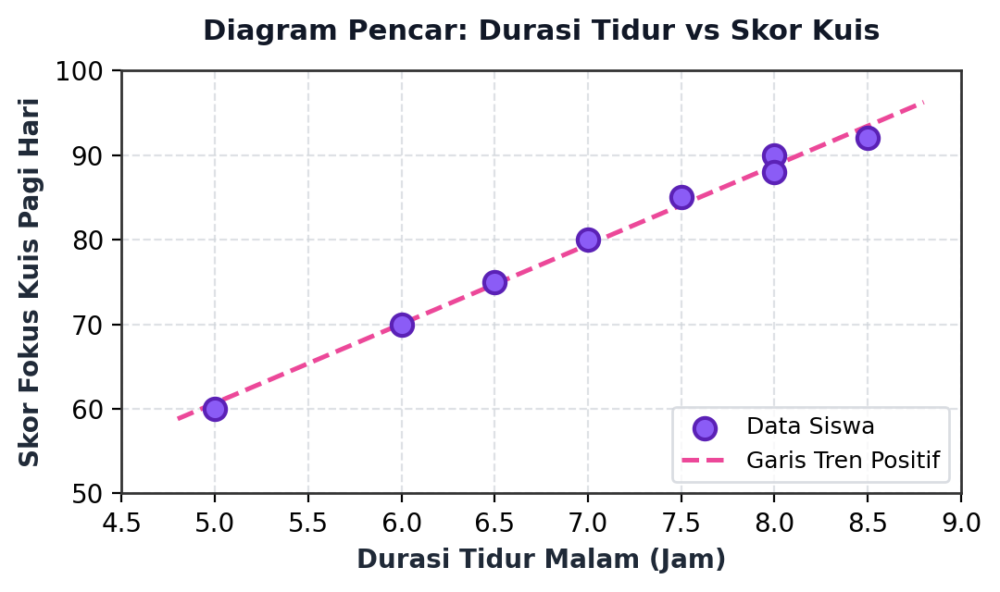 Diagram Pencar: Durasi Tidur vs Skor Kuis
Skor Fokus Kuis Pagi Hari
100
90
80
70
60
50
Data Siswa
Garis Tren Positif
4.5 5.0 5.5 6.0 6.5 7.0 7.5 8.0 8.5 9.0
Durasi Tidur Malam (Jam)